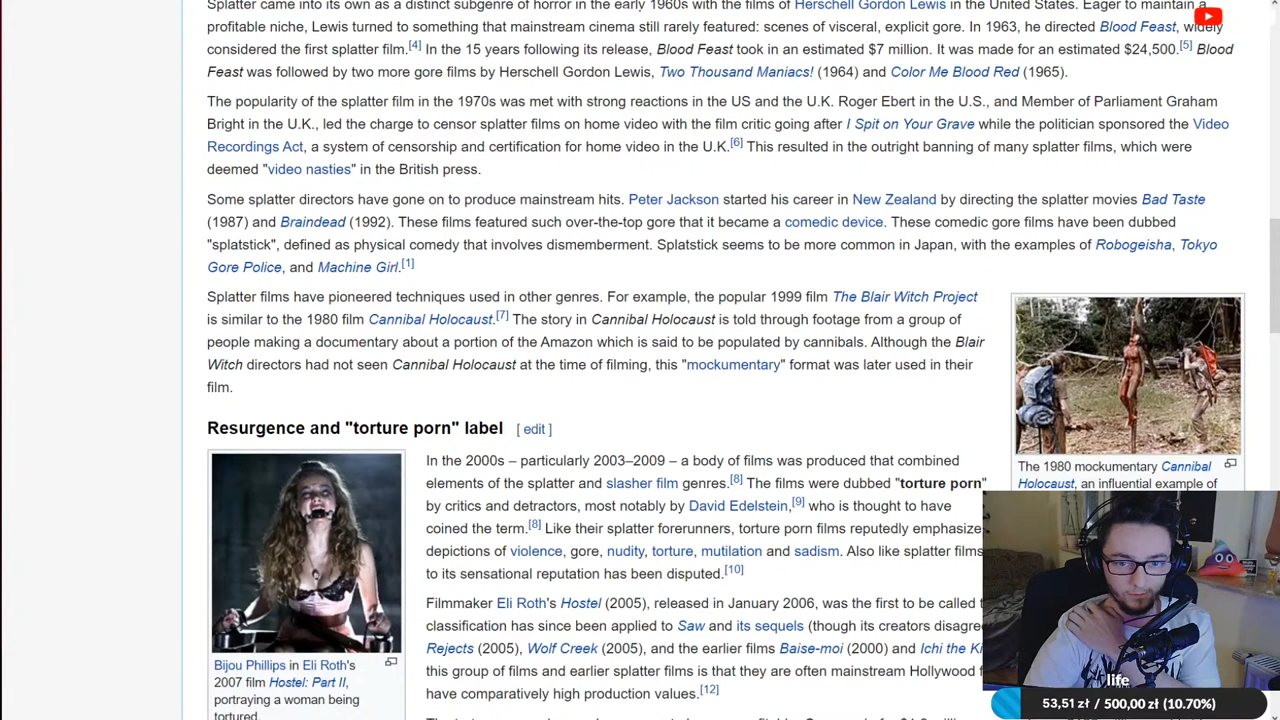 Splatter came into its own as a distinct subgenre of horror in the early 1960s with the films of Herschell Gordon Lewis in the United States. Eager to maintain a
profitable niche, Lewis turned to something that mainstream cinema still rarely featured: scenes of visceral, explicit gore. In 1963, he directed Blood Feast, widely
considered the first splatter film.[4] In the 15 years following its release, Blood Feast took in an estimated $7 million. It was made for an estimated $24,500.[5] Blood
Feast was followed by two more gore films by Herschell Gordon Lewis, Two Thousand Maniacs! (1964) and Color Me Blood Red (1965).
The popularity of the splatter film in the 1970s was met with strong reactions in the US and the U.K. Roger Ebert in the U.S., and Member of Parliament Graham
Bright in the U.K., led the charge to censor splatter films on home video with the film critic going after I Spit on Your Grave while the politician sponsored the Video
Recordings Act, a system of censorship and certification for home video in the U.K.[6] This resulted in the outright banning of many splatter films, which were
deemed "video nasties" in the British press.
Some splatter directors have gone on to produce mainstream hits. Peter Jackson started his career in New Zealand by directing the splatter movies Bad Taste
(1987) and Braindead (1992). These films featured such over-the-top gore that it became a comedic device. These comedic gore films have been dubbed
"splatstick", defined as physical comedy that involves dismemberment. Splatstick seems to be more common in Japan, with the examples of Robogeisha, Tokyo
Gore Police, and Machine Girl.[1]
Splatter films have pioneered techniques used in other genres. For example, the popular 1999 film The Blair Witch Project
is similar to the 1980 film Cannibal Holocaust.[7] The story in Cannibal Holocaust is told through footage from a group of
people making a documentary about a portion of the Amazon which is said to be populated by cannibals. Although the Blair
Witch directors had not seen Cannibal Holocaust at the time of filming, this "mockumentary" format was later used in their
film.
The 1980 mockumentary Cannibal
Holocaust, an influential example of
Resurgence and "torture porn" label [ edit ]
In the 2000s – particularly 2003–2009 – a body of films was produced that combined
elements of the splatter and slasher film genres.[8] The films were dubbed "torture porn"
by critics and detractors, most notably by David Edelstein,[9] who is thought to have
coined the term.[8] Like their splatter forerunners, torture porn films reputedly emphasize
depictions of violence, gore, nudity, torture, mutilation and sadism. Also like splatter films
to its sensational reputation has been disputed.[10]
Filmmaker Eli Roth's Hostel (2005), released in January 2006, was the first to be called
classification has since been applied to Saw and its sequels (though its creators
Rejects (2005), Wolf Creek (2005), and the earlier films Baise-moi (2000) and Ichi the
this group of films and earlier splatter films is that they are often mainstream Hollywood
have comparatively high production values.[12]
Bijou Phillips in Eli Roth's
2007 film Hostel: Part II,
portraying a woman being
tortured.
life
53,51 zł / 500,00 zł (10.70%)